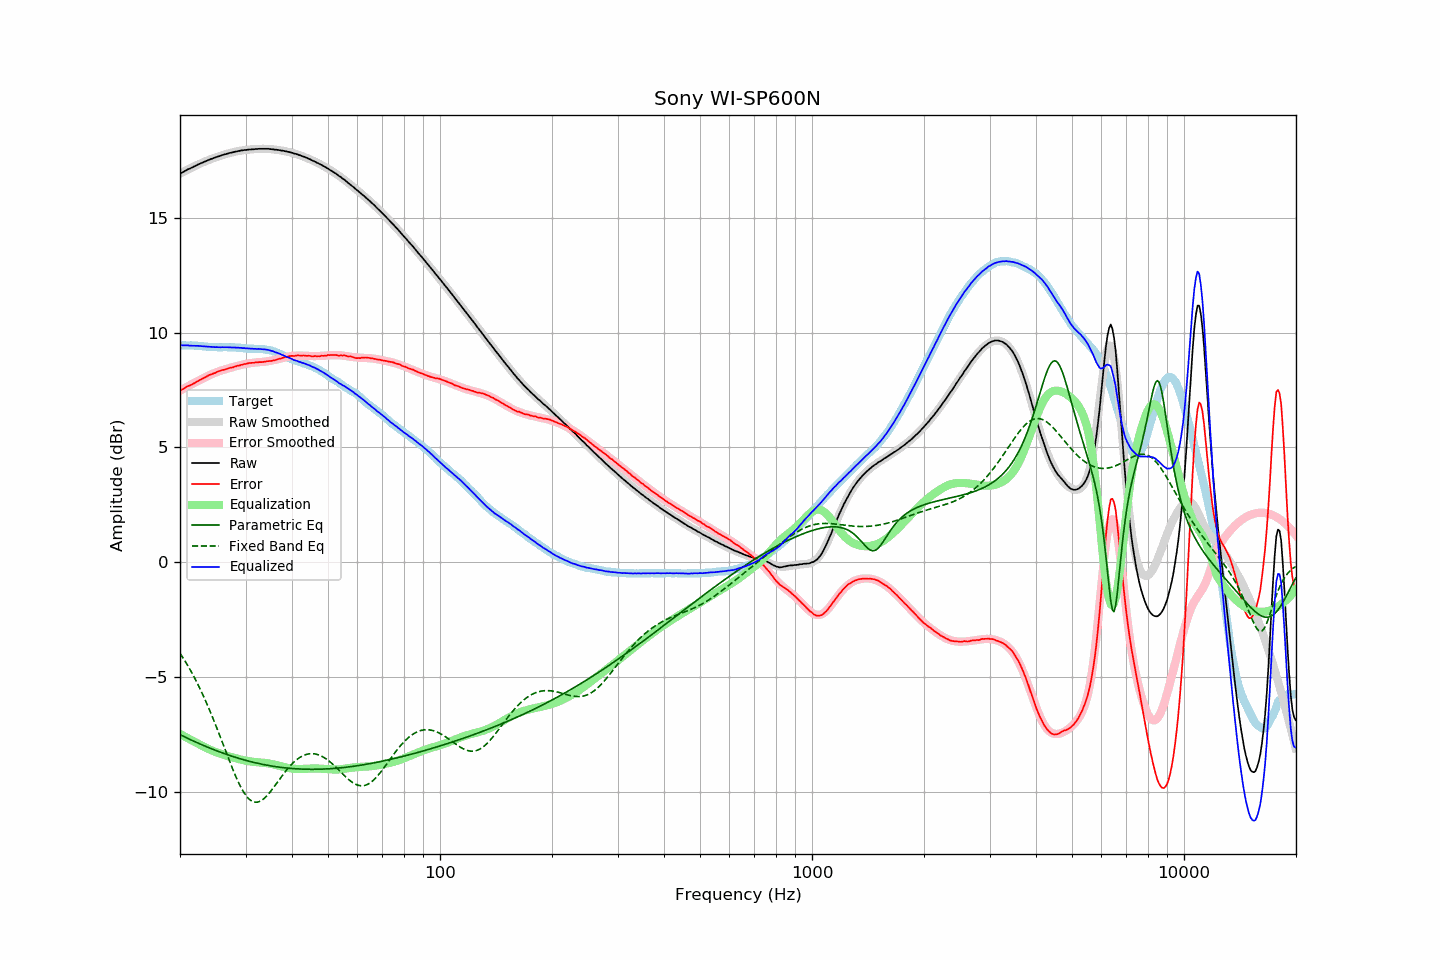 Sony WI-SP600N
Amplitude (dBr)
15
10
5
0
−5
−10
Target
Raw Smoothed
Error Smoothed
Raw
Error
Equalization
Parametric Eq
Fixed Band Eq
Equalized
100
1000
10000
Frequency (Hz)